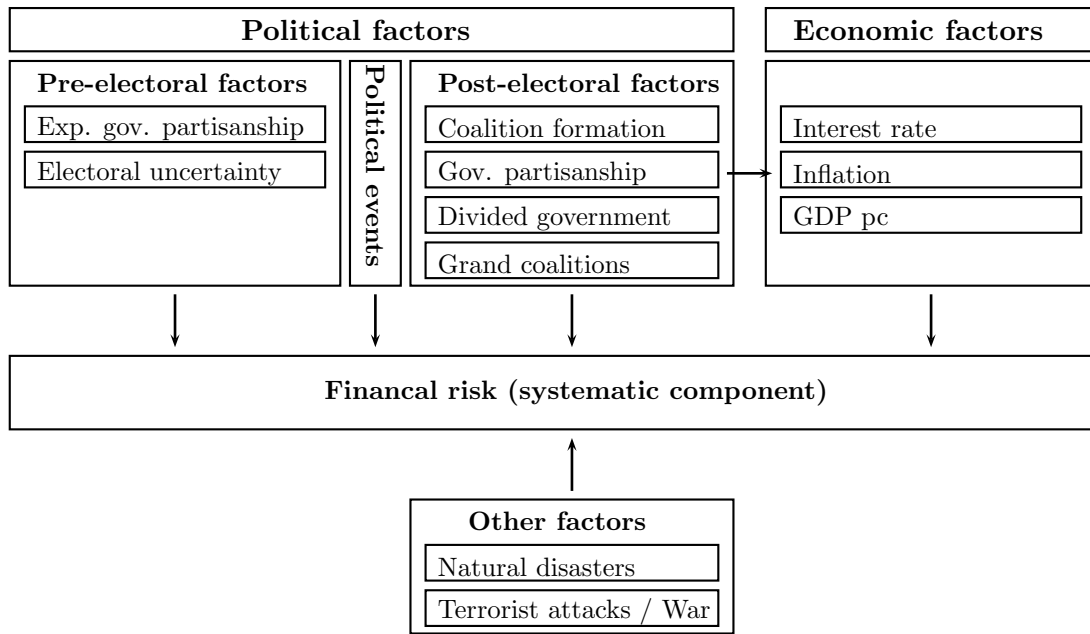 Political factors
Economic factors
Pre-electoral factors
Exp. gov. partisanship
Electoral uncertainty
Political events
Post-electoral factors
Coalition formation
Gov. partisanship
Divided government
Grand coalitions
Interest rate
Inflation
GDP pc
Financal risk (systematic component)
Other factors
Natural disasters
Terrorist attacks / War